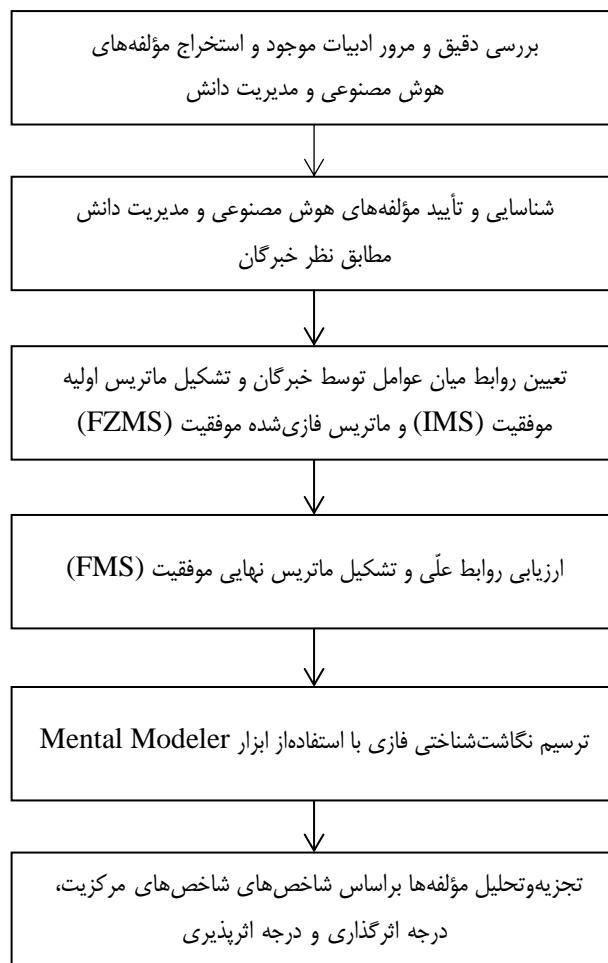 بررسی دقیق و مرور ادبیات موجود و استخراج مؤلفه‌های
هوش مصنوعی و مدیریت دانش
شناسایی و تأیید مؤلفه‌های هوش مصنوعی و مدیریت دانش
مطابق نظر خبرگان
تعیین روابط میان عوامل توسط خبرگان و تشکیل ماتریس اولیه
موفقیت (IMS) و ماتریس فازی‌شده موفقیت (FZMS)
ارزیابی روابط علّی و تشکیل ماتریس نهایی موفقیت (FMS)
ترسیم نگاشت‌شناختی فازی با استفاده‌از ابزار Mental Modeler
تجزیه‌وتحلیل مؤلفه‌ها براساس شاخص‌های شاخص‌های مرکزیت،
درجه اثرگذاری و درجه اثرپذیری